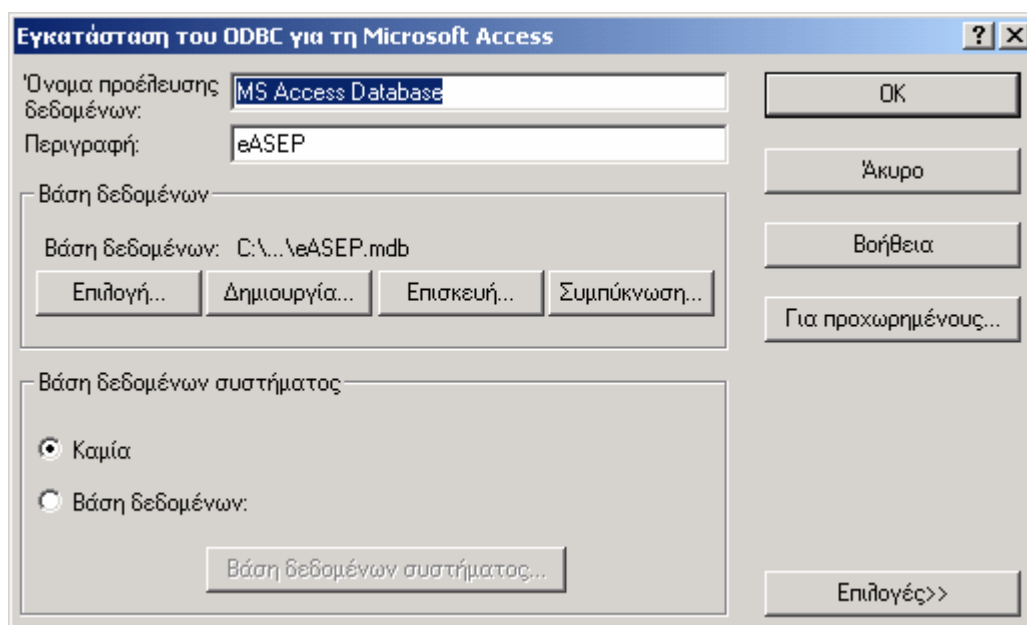 Εγκατάσταση του ODBC για τη Microsoft Access
Όνομα προέλευσης
δεδομένων:
MS Access Database
Περιγραφή:
eASEP
Βάση δεδομένων
Βάση δεδομένων: C:\...\eASEP.mdb
Επιλογή... Δημιουργία... Επισκευή... Συμπύκνωση...
Βάση δεδομένων συστήματος
Καμία
Βάση δεδομένων:
Βάση δεδομένων συστήματος...
OK
Άκυρο
Βοήθεια
Για προχωρημένους...
Επιλογές>>